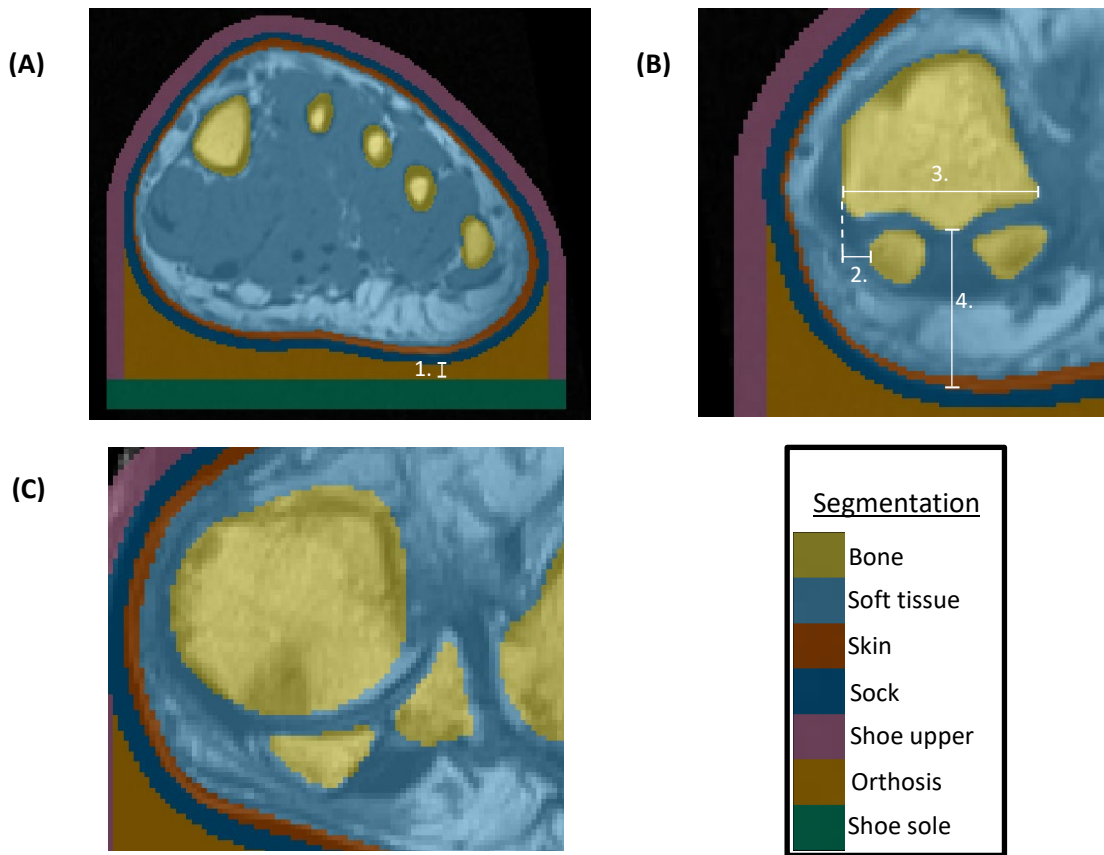 (A)
1.
(B)
3.
2.
4.
(C)
Segmentation
Bone
Soft tissue
Skin
Sock
Shoe upper
Orthosis
Shoe sole